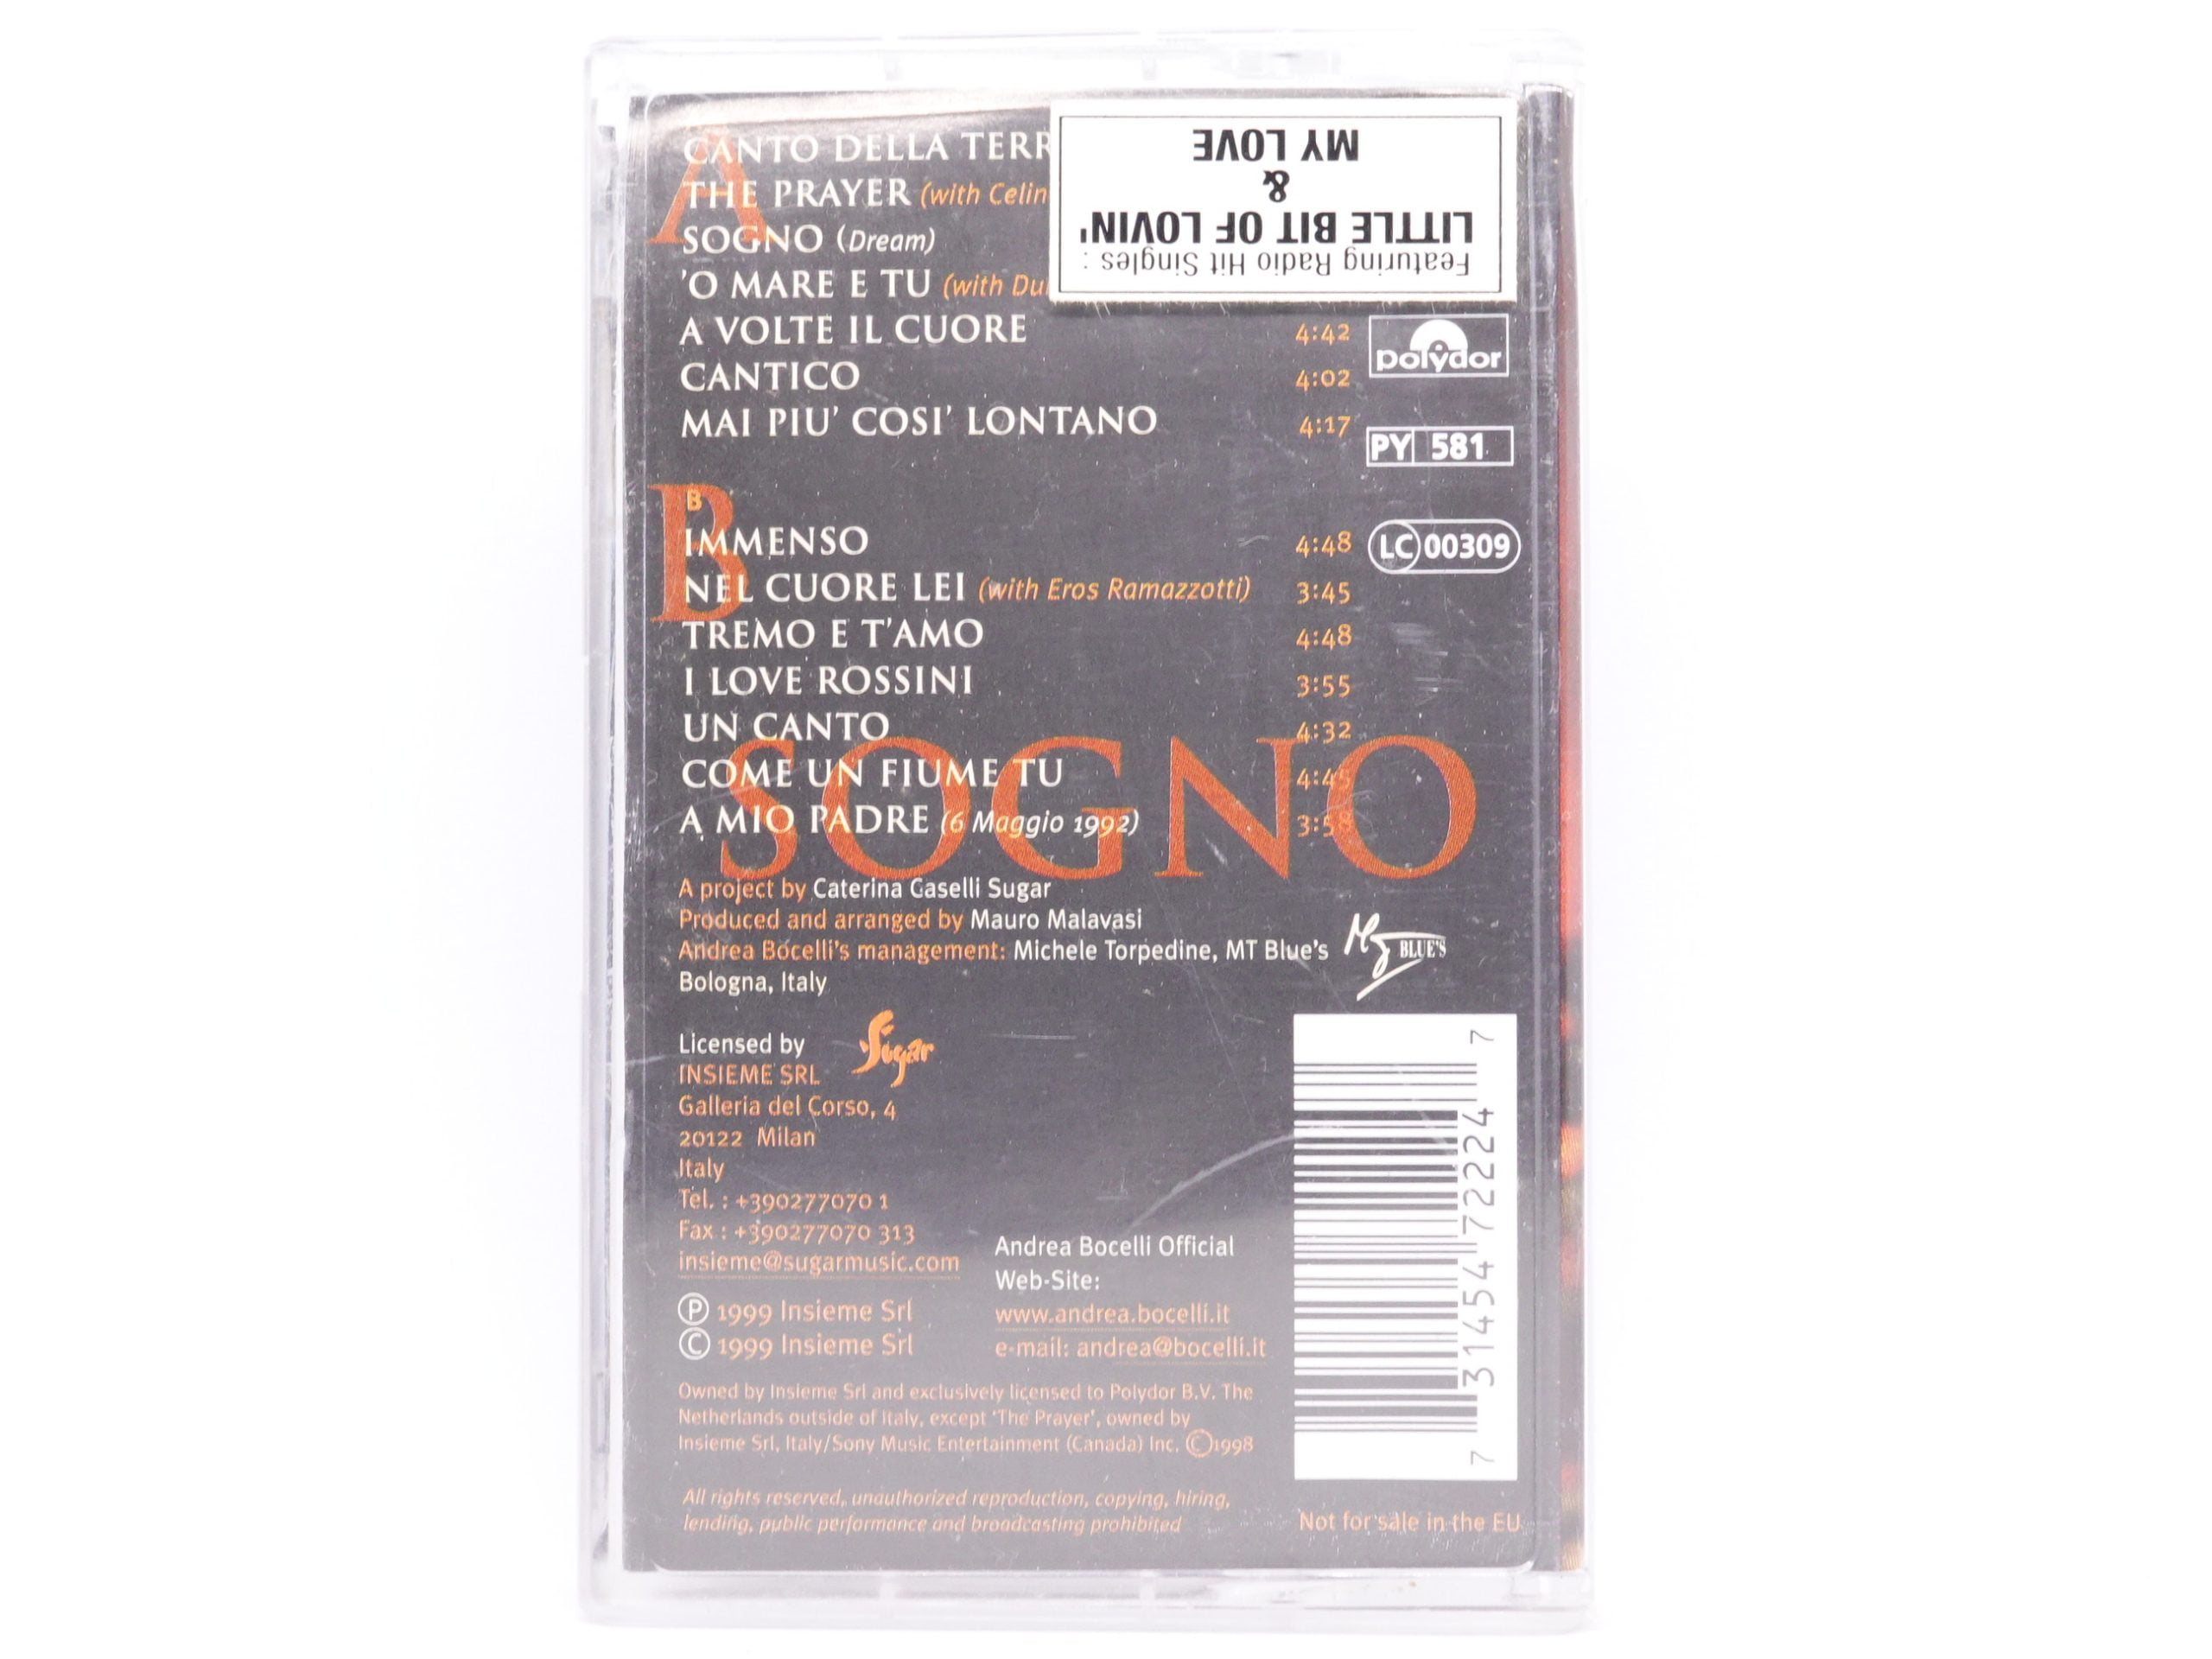 A
CANTO DELLA TERR
THE PRAYER (with Celin
SOGNO (Dream)
'O MARE E TU (with Du
A VOLTE IL CUORE 4:42
CANTICO 4:02
MAI PIU' COSI' LONTANO 4:17
Featuring Radio Hit Singles :
LITTLE BIT OF LOVIN'
&
MY LOVE
polydor
PY 581
LC 00309
B
B
IMMENSO 4:48
NEL CUORE LEI (with Eros Ramazzotti) 3:45
TREMO E T'AMO 4:48
I LOVE ROSSINI 3:55
UN CANTO 4:32
COME UN FIUME TU 4:45
A MIO PADRE (6 Maggio 1992) 3:58
SOGNO
A project by Caterina Caselli Sugar
Produced and arranged by Mauro Malavasi
Andrea Bocelli's management: Michele Torpedine, MT Blue's
Bologna, Italy
BLUE'S
Licensed by
Sugar
INSIEME SRL
Galleria del Corso, 4
20122 Milan
Italy
Tel. : +390277070 1
Fax : +390277070 313
insieme@sugarmusic.com
Ⓟ 1999 Insieme Srl
© 1999 Insieme Srl
Andrea Bocelli Official
Web-Site:
www.andrea.bocelli.it
e-mail: andrea@bocelli.it
Owned by Insieme Srl and exclusively licensed to Polydor B.V. The
Netherlands outside of Italy, except 'The Prayer', owned by
Insieme Srl, Italy/Sony Music Entertainment (Canada) Inc. ©1998
All rights reserved, unauthorized reproduction, copying, hiring,
lending, public performance and broadcasting prohibited
Not for sale in the EU
7 31454 72224 7